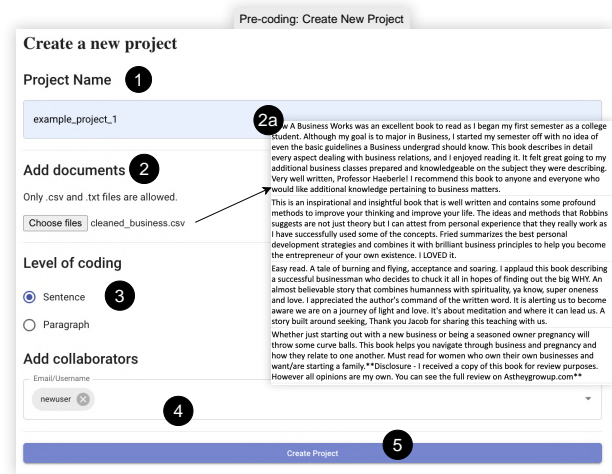 Pre-coding: Create New Project
Create a new project
Project Name 1
example_project_1
2a
Add documents 2
Only .csv and .txt files are allowed.
Choose files cleaned_business.csv
Level of coding
Sentence 3
Paragraph
Add collaborators
Email/Username
newuser
4
5
Create Project
A Business Works was an excellent book to read as I began my first semester as a college
student. Although my goal is to major in Business, I started my semester off with no idea of
even the basic guidelines a Business undergrad should know. This book describes in detail
every aspect dealing with business relations, and I enjoyed reading it. It felt great going to my
additional business classes prepared and knowledgeable on the subject they were describing.
Very well written, Professor Haeberle! I recommend this book to anyone and everyone who
would like additional knowledge pertaining to business matters.
This is an inspirational and insightful book that is well written and contains some profound
methods to improve your thinking and improve your life. The ideas and methods that Robbins
suggests are not just theory but I can attest from personal experience that they really work as
I have successfully used some of the concepts. Fried summarizes the best personal
development strategies and combines it with brilliant business principles to help you become
the entrepreneur of your own existence. I LOVED it.
Easy read. A tale of burning and flying, acceptance and soaring. I applaud this book describing
a successful businessman who decides to chuck it all in hopes of finding out the big WHY. An
almost believable story that combines humanness with spirituality, ya know, super oneness
and love. I appreciated the author's command of the written word. It is alerting us to become
aware we are on a journey of light and love. It's about meditation and where it can lead us. A
story built around seeking, Thank you Jacob for sharing this teaching with us.
Whether just starting out with a new business or being a seasoned owner pregnancy will
throw some curve balls. This book helps you navigate through business and pregnancy and
how they relate to one another. Must read for women who own their own businesses and
want/are starting a family.**Disclosure - I received a copy of this book for review purposes.
However all opinions are my own. You can see the full review on Astheygrowup.com**